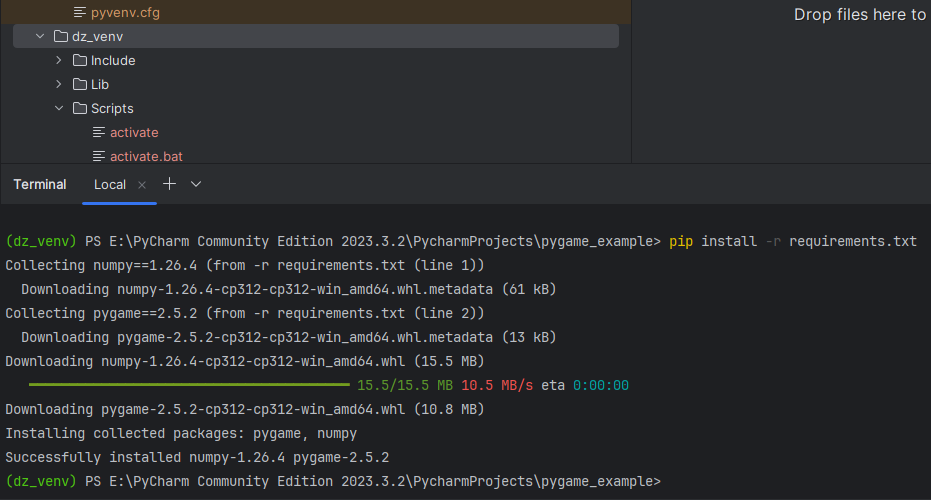 pyvenv.cfg
Drop files here to
dz_venv
Include
Lib
Scripts
activate
activate.bat
Terminal Local
(dz_venv) PS E:\PyCharm Community Edition 2023.3.2\PycharmProjects\pygame_example> pip install -r requirements.txt
Collecting numpy==1.26.4 (from -r requirements.txt (line 1))
  Downloading numpy-1.26.4-cp312-cp312-win_amd64.whl.metadata (61 kB)
Collecting pygame==2.5.2 (from -r requirements.txt (line 2))
  Downloading pygame-2.5.2-cp312-cp312-win_amd64.whl.metadata (13 kB)
Downloading numpy-1.26.4-cp312-cp312-win_amd64.whl (15.5 MB)
15.5/15.5 MB 10.5 MB/s eta 0:00:00
Downloading pygame-2.5.2-cp312-cp312-win_amd64.whl (10.8 MB)
Installing collected packages: pygame, numpy
Successfully installed numpy-1.26.4 pygame-2.5.2
(dz_venv) PS E:\PyCharm Community Edition 2023.3.2\PycharmProjects\pygame_example>